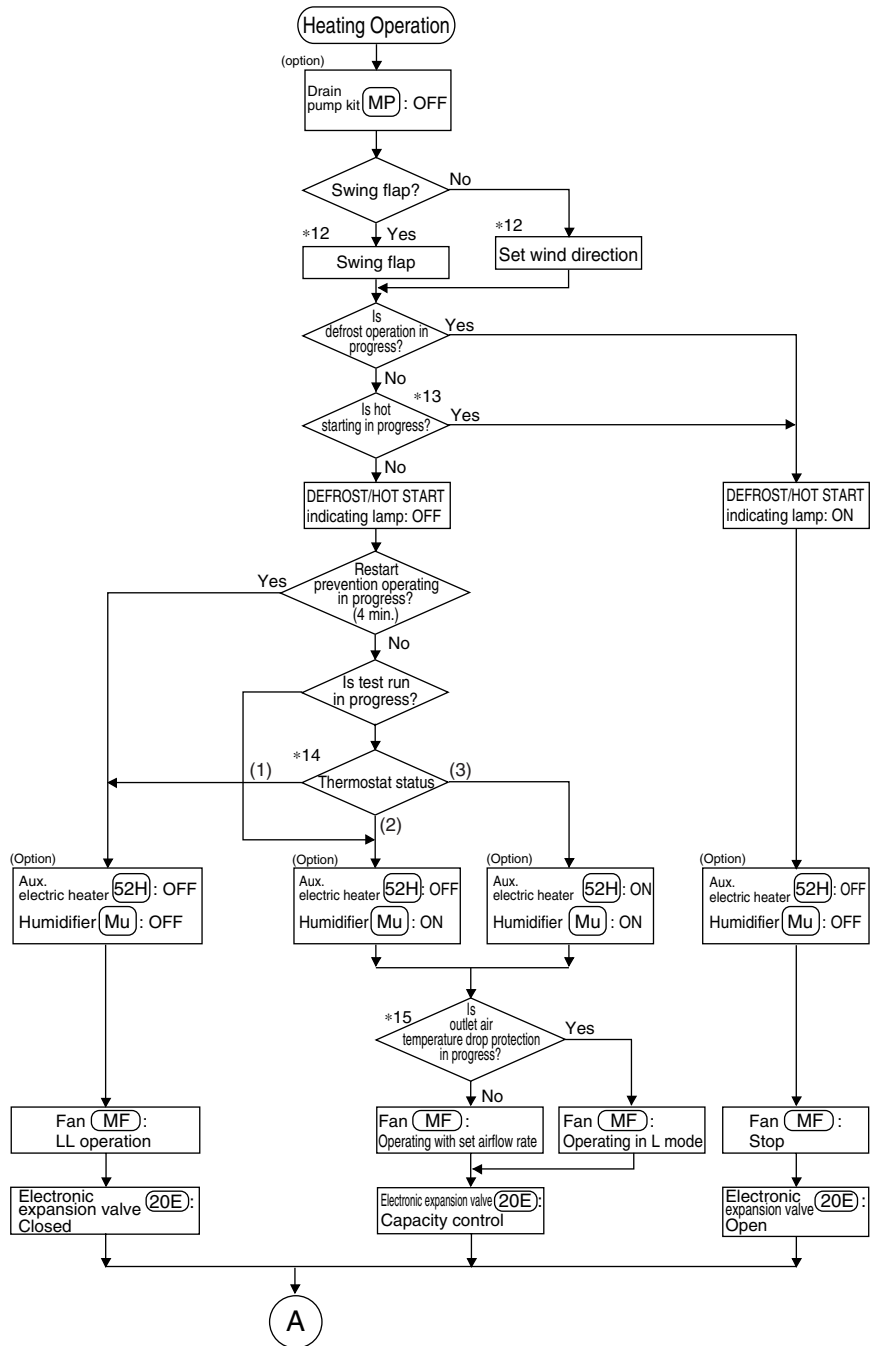 Heating Operation
(option)
Drain
pump kit MP : OFF
Swing flap?
No
*12
Yes
*12
Swing flap
Set wind direction
Is
defrost operation in
progress?
Yes
No
*13
Is hot
starting in progress?
Yes
No
DEFROST/HOT START
indicating lamp: OFF
DEFROST/HOT START
indicating lamp: ON
Restart
prevention operating
in progress?
(4 min.)
Yes
No
Is test run
in progress?
*14
(1)
Thermostat status
(3)
(2)
(Option)
Aux.
electric heater 52H : OFF
Humidifier Mu : OFF
(Option)
Aux.
electric heater 52H : OFF
Humidifier Mu : ON
(Option)
Aux.
electric heater 52H : ON
Humidifier Mu : ON
(Option)
Aux.
electric heater 52H : OFF
Humidifier Mu : OFF
*15
Is
outlet air
temperature drop protection
in progress?
Yes
No
Fan MF :
LL operation
Fan MF :
Operating with set airflow rate
Fan MF :
Operating in L mode
Fan MF :
Stop
Electronic
expansion valve 20E :
Closed
Electronic expansion valve 20E :
Capacity control
Electronic
expansion valve 20E :
Open
A